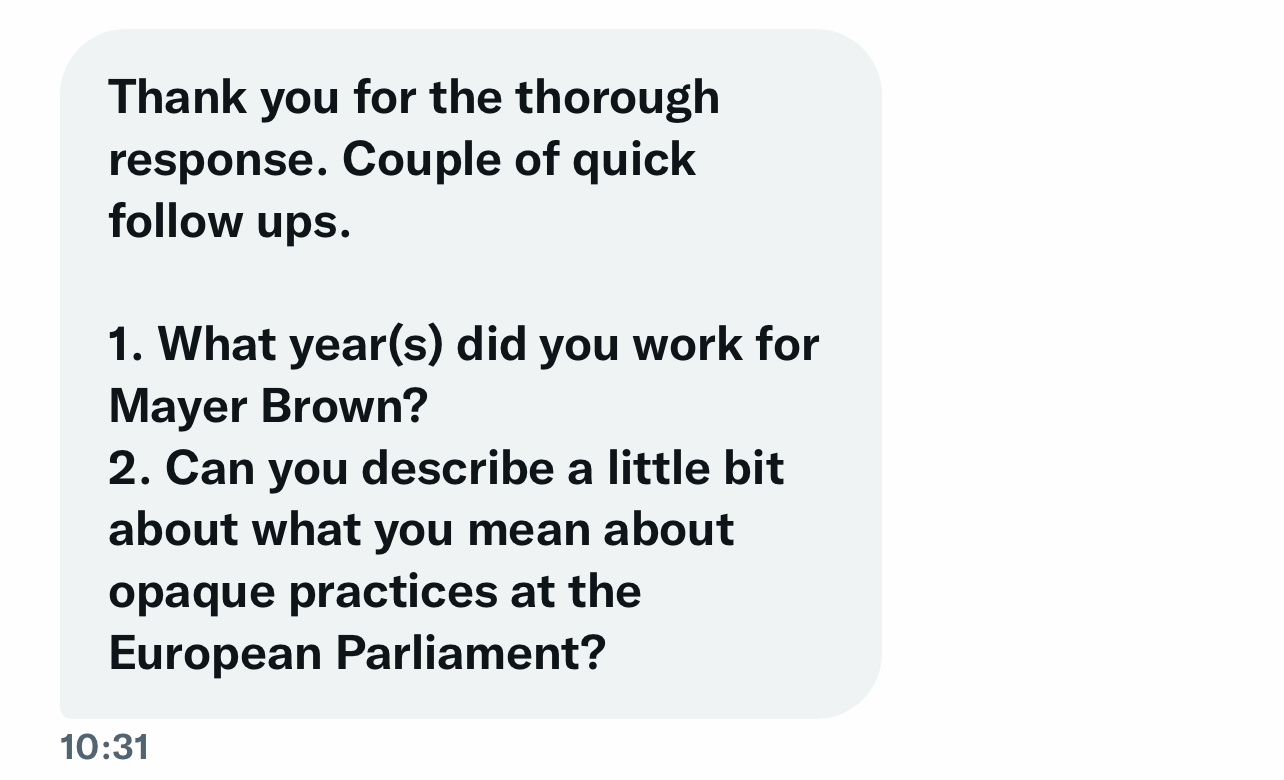 Thank you for the thorough
response. Couple of quick
follow ups.
1. What year(s) did you work for
Mayer Brown?
2. Can you describe a little bit
about what you mean about
opaque practices at the
European Parliament?
10:31